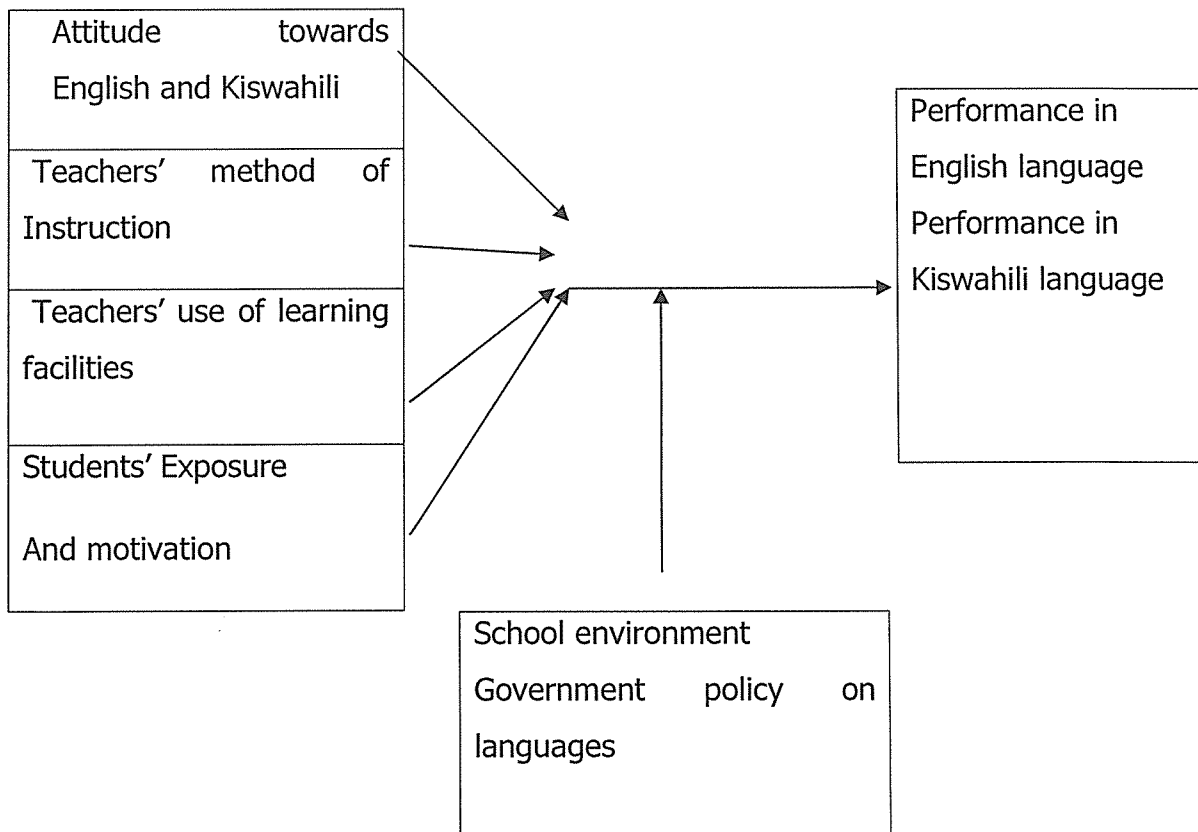 Attitude towards
English and Kiswahili
Teachers' method of
Instruction
Teachers' use of learning
facilities
Students' Exposure
And motivation
Performance in
English language
Performance in
Kiswahili language
School environment
Government policy on
languages